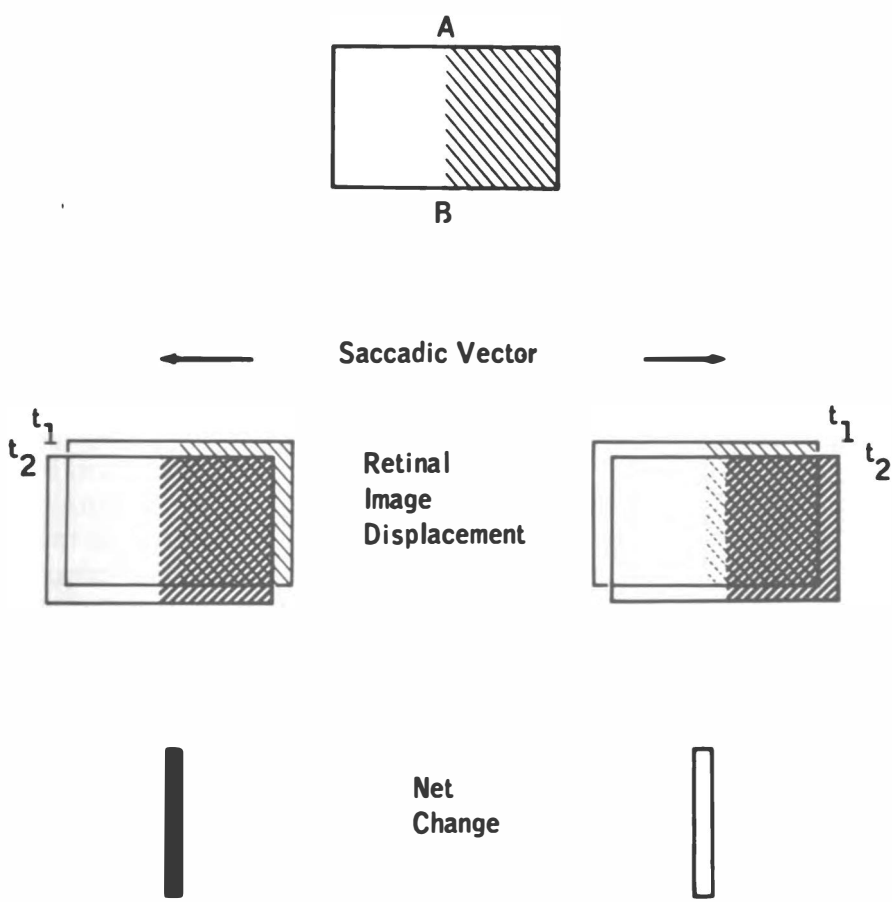 A
B
Saccadic Vector
t1
t2
Retinal
Image
Displacement
t1
t2
Net
Change